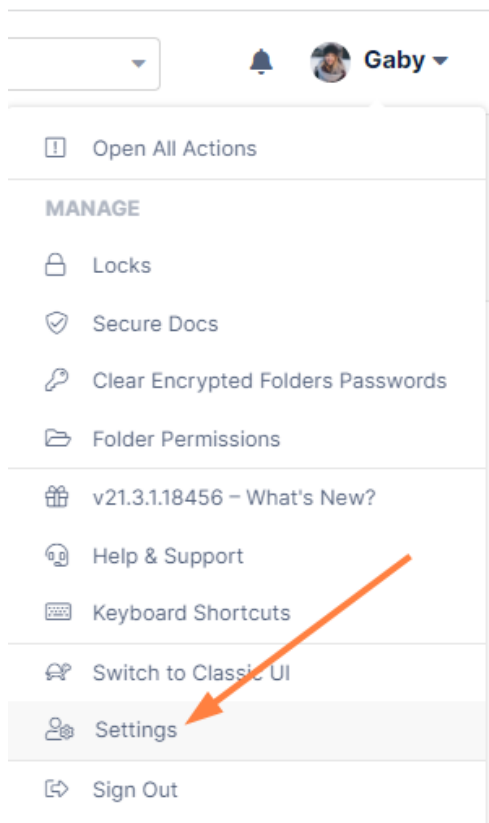 Gaby
Open All Actions
MANAGE
Locks
Secure Docs
Clear Encrypted Folders Passwords
Folder Permissions
v21.3.1.18456 – What's New?
Help & Support
Keyboard Shortcuts
Switch to Classic UI
Settings
Sign Out